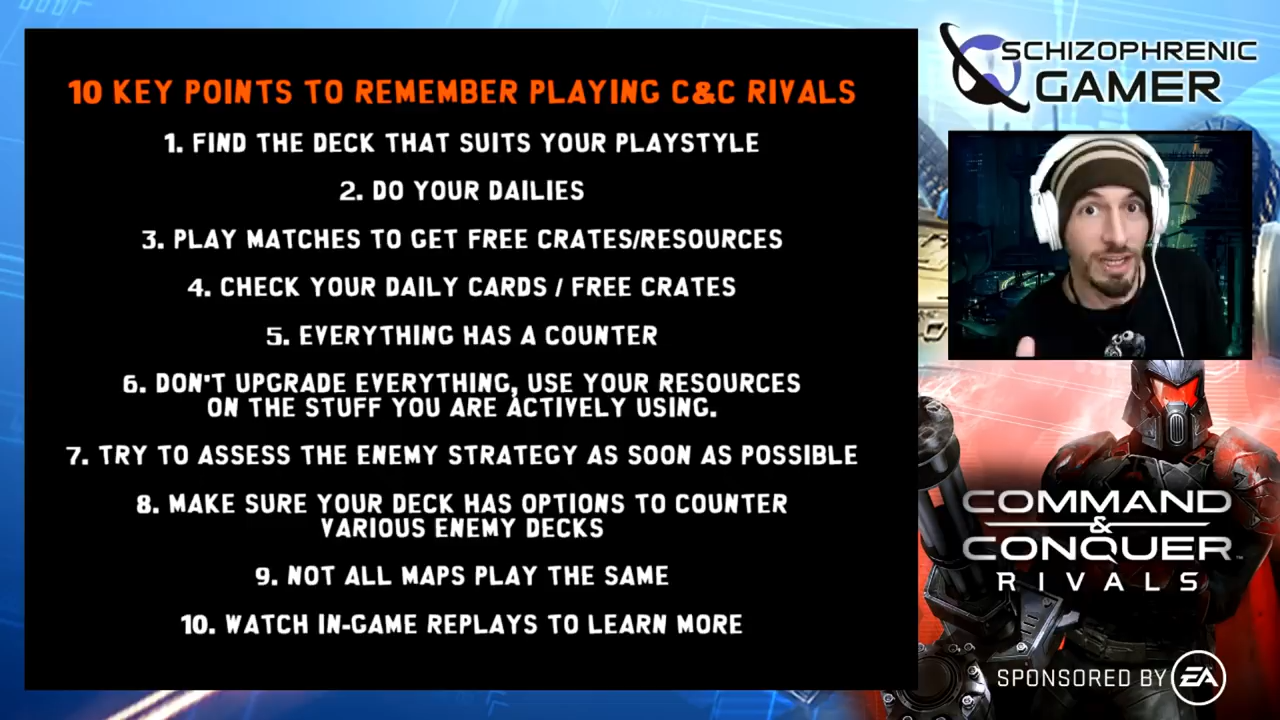 10 KEY POINTS TO REMEMBER PLAYING C&C RIVALS
1. FIND THE DECK THAT SUITS YOUR PLAYSTYLE
2. DO YOUR DAILIES
3. PLAY MATCHES TO GET FREE CRATES/RESOURCES
4. CHECK YOUR DAILY CARDS / FREE CRATES
5. EVERYTHING HAS A COUNTER
6. DON'T UPGRADE EVERYTHING, USE YOUR RESOURCES
ON THE STUFF YOU ARE ACTIVELY USING.
7. TRY TO ASSESS THE ENEMY STRATEGY AS SOON AS POSSIBLE
8. MAKE SURE YOUR DECK HAS OPTIONS TO COUNTER
VARIOUS ENEMY DECKS
9. NOT ALL MAPS PLAY THE SAME
10. WATCH IN-GAME REPLAYS TO LEARN MORE
SCHIZOPHRENIC
GAMER
COMMAND
&
CONQUER™
RIVALS
SPONSORED BY EA